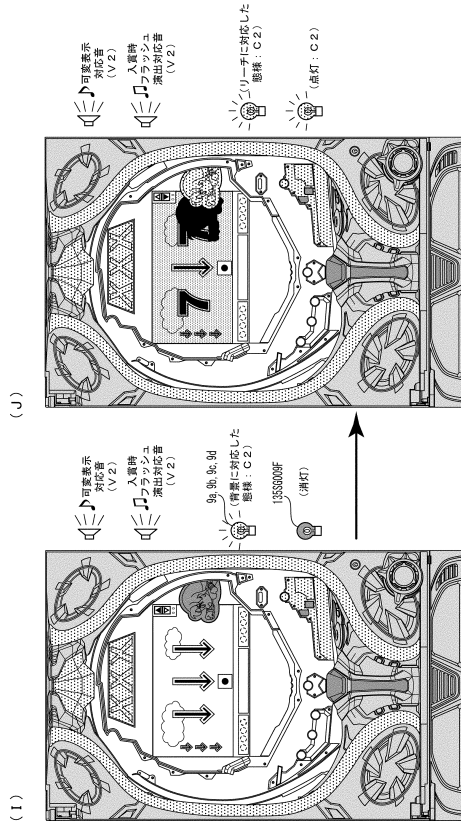 (I)
♪可変表示
対応音
(V2)
入賞時
♫フラッシュ
演出対応音
(V2)
9a, 9b, 9c, 9d
(背景に対応した
態様:C2)
135SG009F
(消灯)
(J)
♪可変表示
対応音
(V2)
入賞時
♫フラッシュ
演出対応音
(V2)
(リーチに対応した
態様:C2)
(点灯:C2)
7